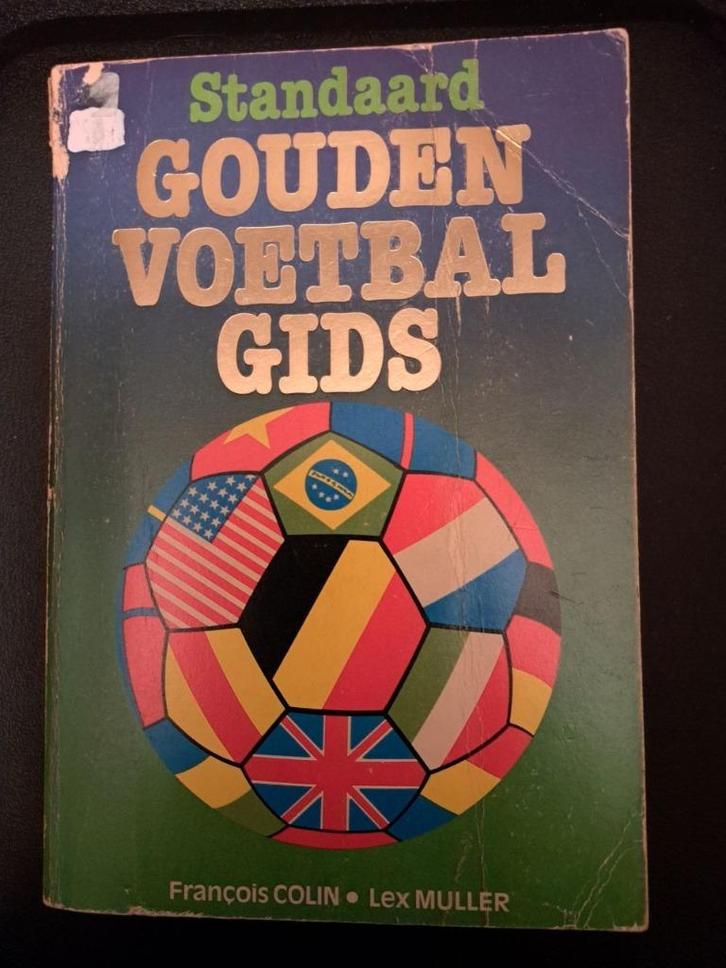 Standaard
GOUDEN
VOETBAL
GIDS
François COLIN • Lex MULLER